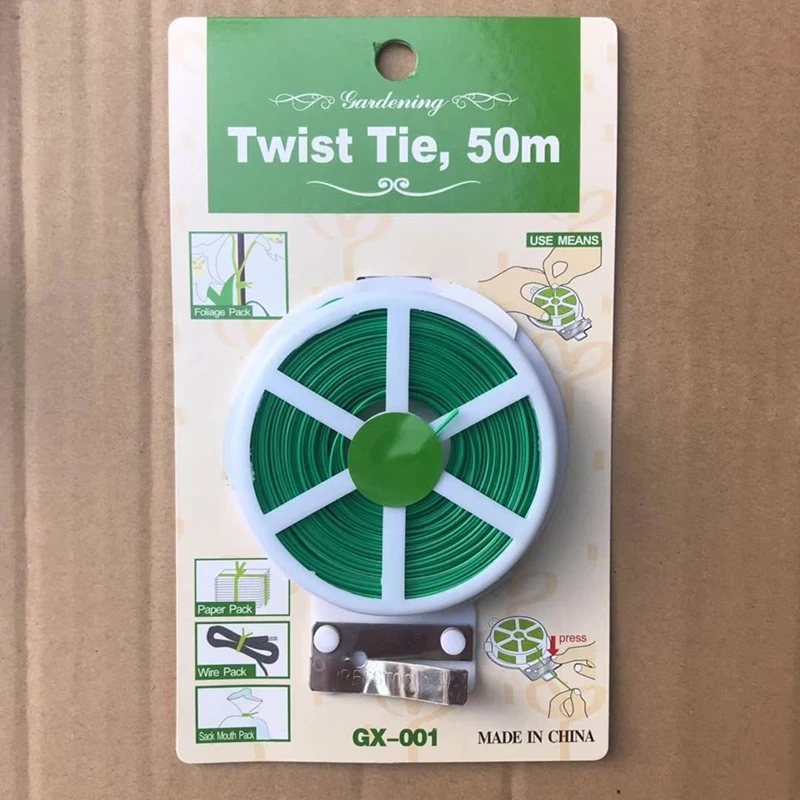 Gardening
Twist Tie, 50m
USE MEANS
Foliage Pack
Paper Pack
press
Wire Pack
Sack Mouth Pack
GX-001
MADE IN CHINA